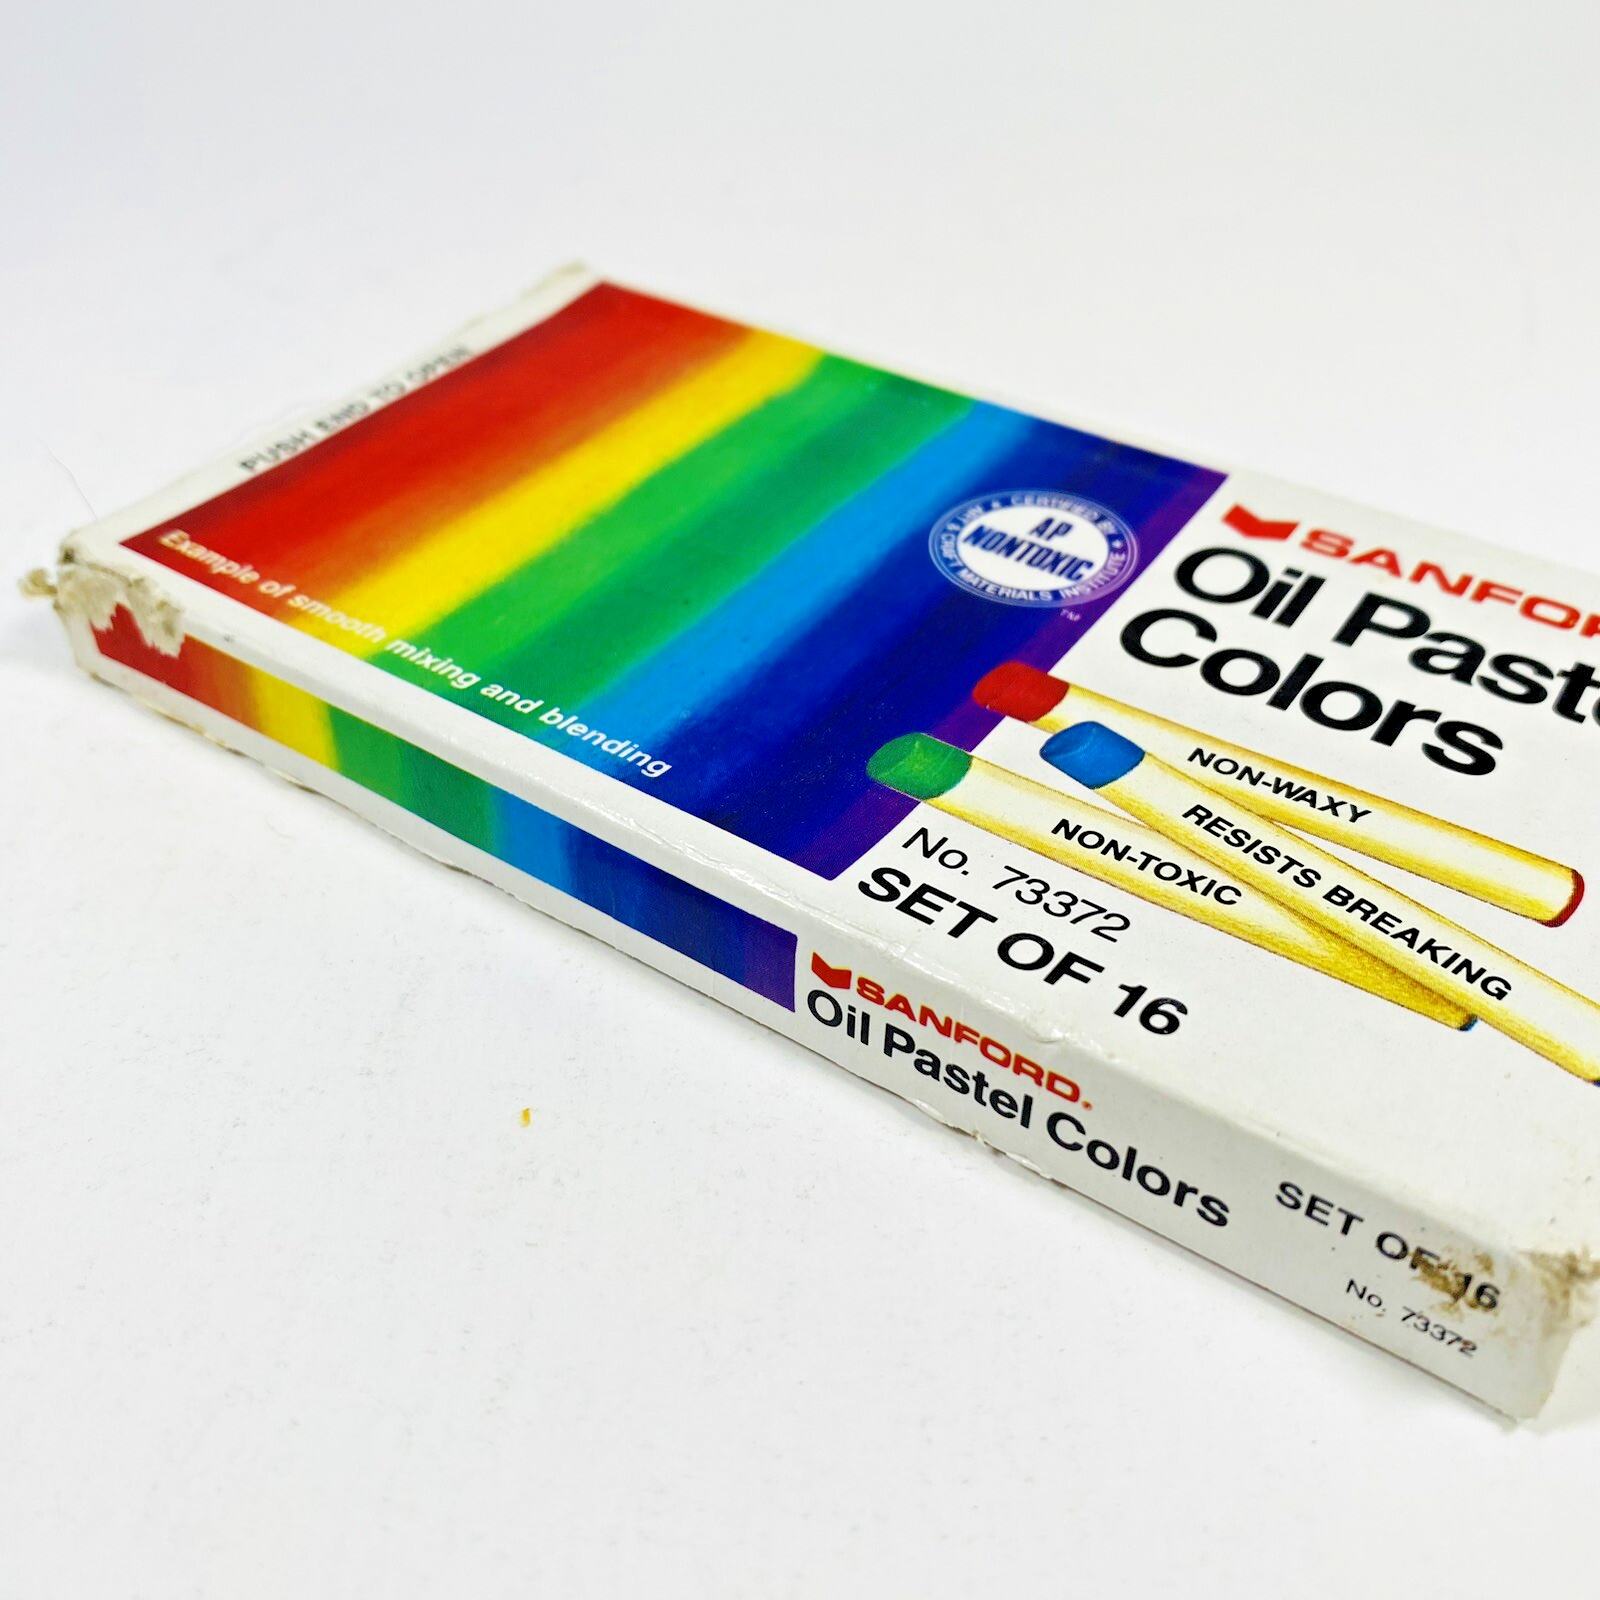 PUSH END TO OPEN
Example of smooth mixing and blending
CERTIFIED BY
ART & CRAFT MATERIALS INSTITUTE
AP
NONTOXIC
TM
SANFOR
Oil Paste
Colors
NON-WAXY
RESISTS BREAKING
NON-TOXIC
No. 73372
SET OF 16
SANFORD®
Oil Pastel Colors
SET OF 16
No. 73372